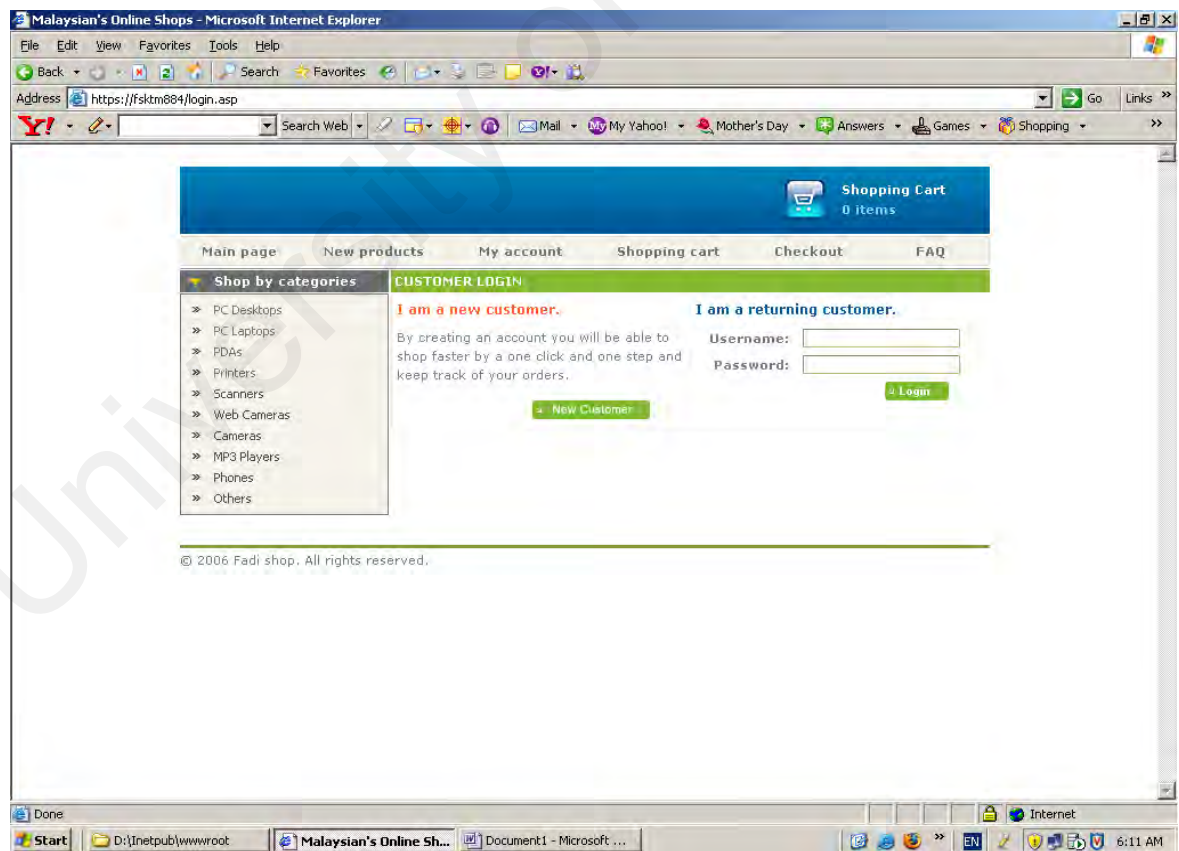 Malaysian's Online Shops - Microsoft Internet Explorer
File Edit View Favorites Tools Help
Back Search Favorites
Address https://fsktm884/login.asp Go Links »
Y! Search Web Mail My My Yahoo! Mother's Day Answers Games Shopping »
Shopping Cart
0 items
Main page New products My account Shopping cart Checkout FAQ
Shop by categories
» PC Desktops
» PC Laptops
» PDAs
» Printers
» Scanners
» Web Cameras
» Cameras
» MP3 Players
» Phones
» Others
CUSTOMER LOGIN
I am a new customer.
By creating an account you will be able to
shop faster by a one click and one step and
keep track of your orders.
New Customer
I am a returning customer.
Username:
Password:
Login
© 2006 Fadi shop. All rights reserved.
Done Internet
Start D:\Inetpub\wwwroot Malaysian's Online Sh... Document1 - Microsoft ... » EN 6:11 AM
University of